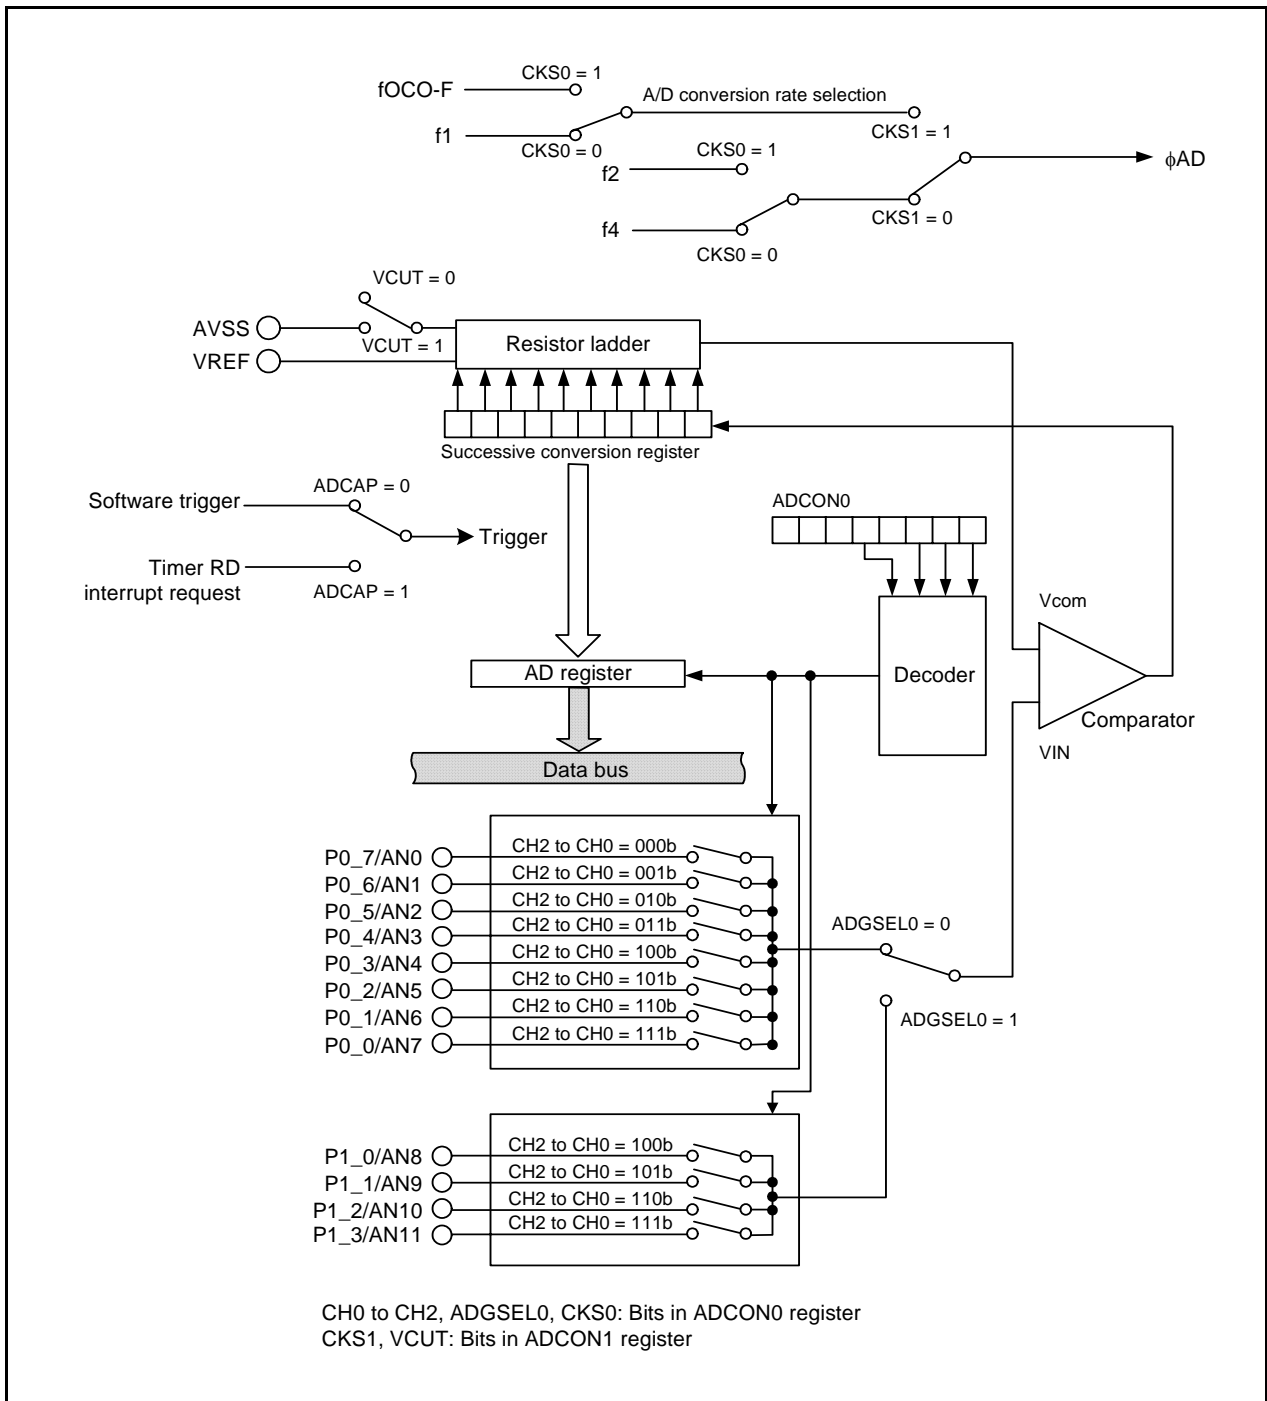 CKS0 = 1
fOCO-F
A/D conversion rate selection
f1
CKS1 = 1
CKS0 = 0
CKS0 = 1
f2
ϕAD
CKS1 = 0
f4
CKS0 = 0
VCUT = 0
AVSS
VCUT = 1
VREF
Resistor ladder
Successive conversion register
ADCAP = 0
Software trigger
Trigger
Timer RD
interrupt request
ADCAP = 1
ADCON0
Vcom
Decoder
AD register
Comparator
VIN
Data bus
P0_7/AN0 CH2 to CH0 = 000b
P0_6/AN1 CH2 to CH0 = 001b
P0_5/AN2 CH2 to CH0 = 010b
P0_4/AN3 CH2 to CH0 = 011b
P0_3/AN4 CH2 to CH0 = 100b
P0_2/AN5 CH2 to CH0 = 101b
P0_1/AN6 CH2 to CH0 = 110b
P0_0/AN7 CH2 to CH0 = 111b
ADGSEL0 = 0
ADGSEL0 = 1
P1_0/AN8 CH2 to CH0 = 100b
P1_1/AN9 CH2 to CH0 = 101b
P1_2/AN10 CH2 to CH0 = 110b
P1_3/AN11 CH2 to CH0 = 111b
CH0 to CH2, ADGSEL0, CKS0: Bits in ADCON0 register
CKS1, VCUT: Bits in ADCON1 register